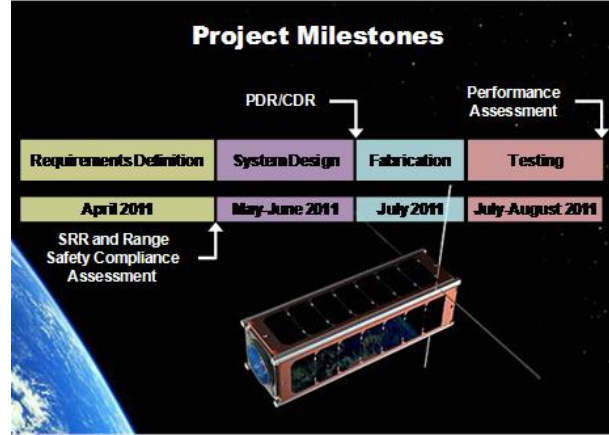 Project Milestones
PDR/CDR
Performance
Assessment
Requirements Definition
System Design
Fabrication
Testing
April 2011
May-June 2011
July 2011
July-August 2011
SRR and Range
Safety Compliance
Assessment